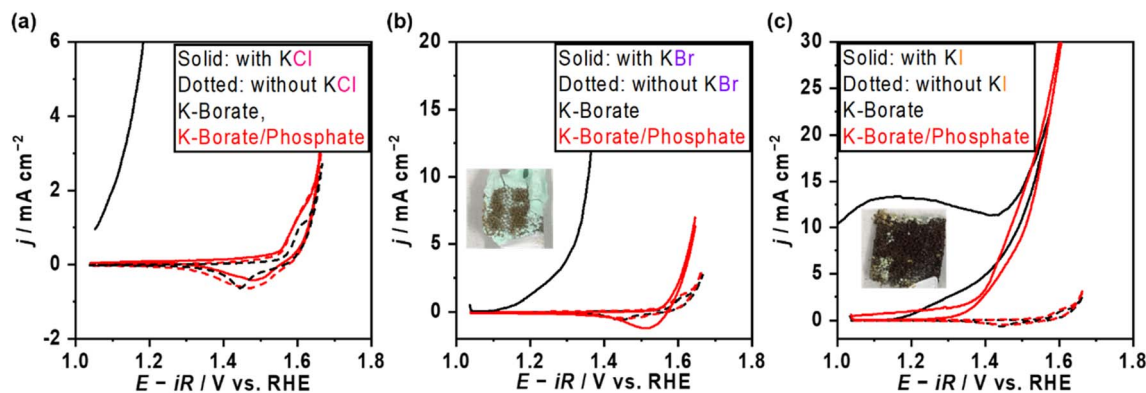 (a)
6
4
2
0
-2
1.0
1.2
1.4
1.6
1.8
j / mA cm−2
E − iR / V vs. RHE
Solid: with KCl
Dotted: without KCl
K-Borate,
K-Borate/Phosphate
(b)
20
15
10
5
0
1.0
1.2
1.4
1.6
1.8
j / mA cm−2
E − iR / V vs. RHE
Solid: with KBr
Dotted: without KBr
K-Borate
K-Borate/Phosphate
(c)
30
25
20
15
10
5
0
1.0
1.2
1.4
1.6
1.8
j / mA cm−2
E − iR / V vs. RHE
Solid: with KI
Dotted: without KI
K-Borate
K-Borate/Phosphate